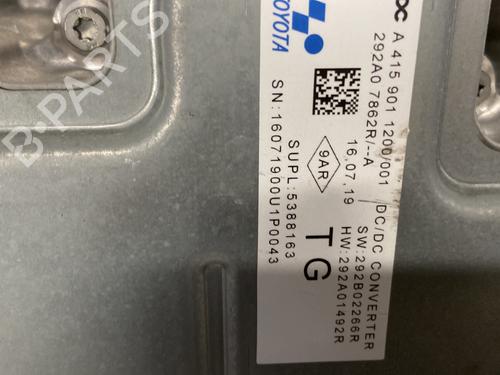 TOYOTA
DC A 415 901 1200/001 DC/DC CONVERTER
292A0 7862R/--A SW:292B02266R
16.07.19 HW:292A01492R
9AR
TG
SUPL:5388163
SN:16071900U1P0043
B-PARTS